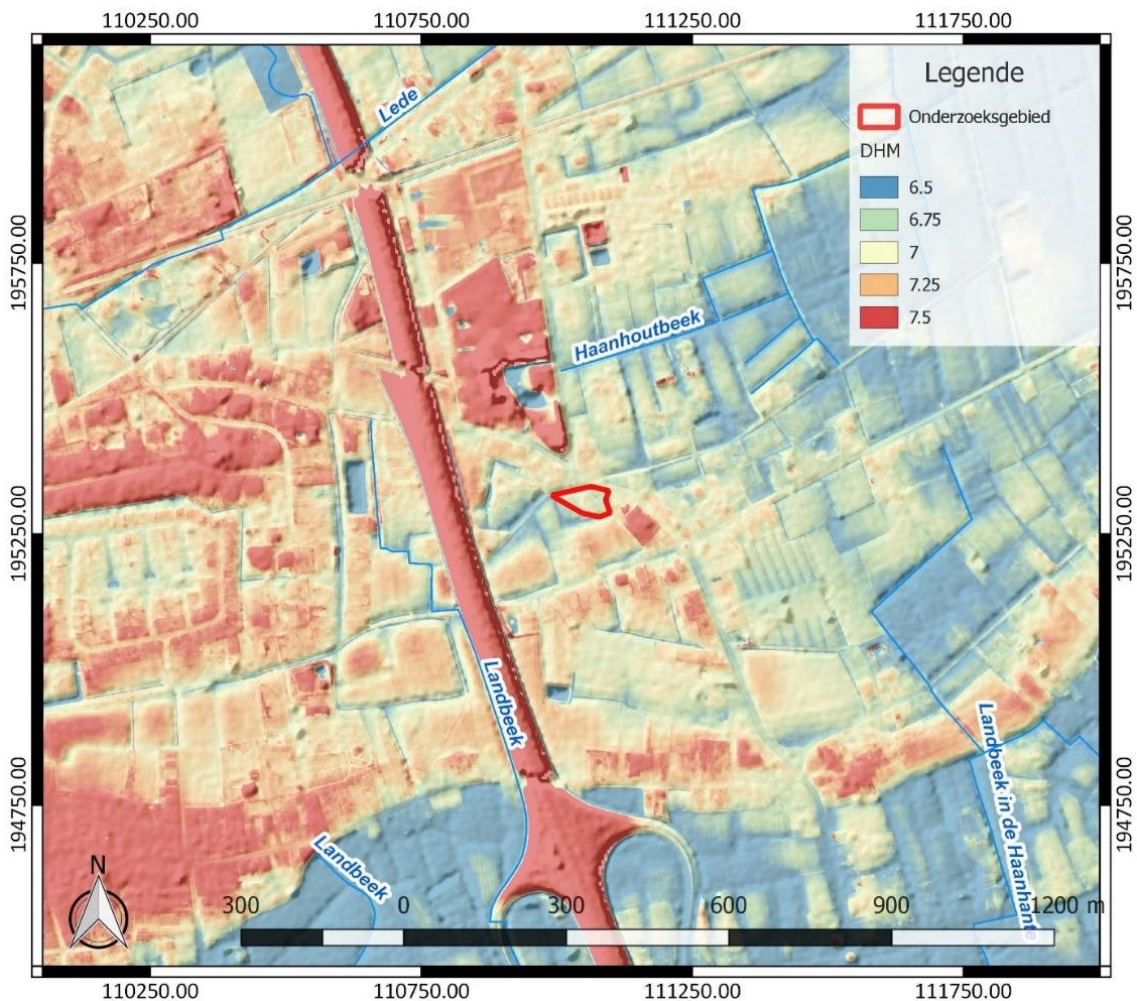 110250.00 110750.00 111250.00 111750.00
Legende
Onderzoeksgebied
DHM
6.5
6.75
7
7.25
7.5
Lede
195750.00
195750.00
Haanhoutbeek
195250.00
195250.00
Landbeek
Landbeek in de Haanhante
194750.00
194750.00
Landbeek
N
300 0 300 600 900 1200 m
110250.00 110750.00 111250.00 111750.00